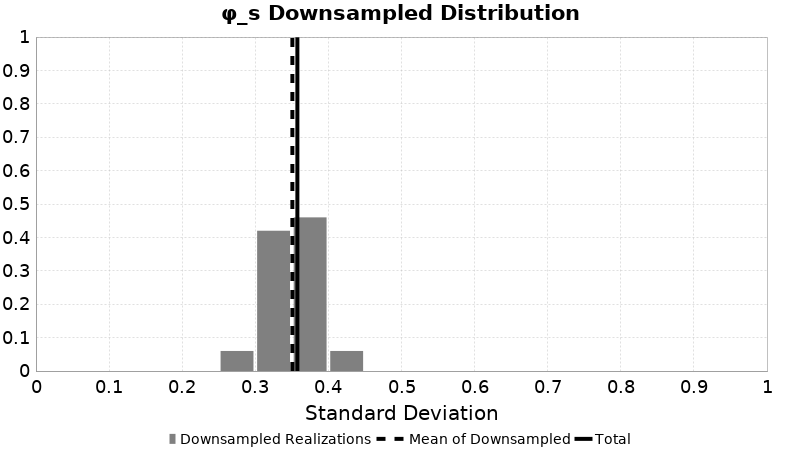 φ_s Downsampled Distribution
1
0.9
0.8
0.7
0.6
0.5
0.4
0.3
0.2
0.1
0
0 0.1 0.2 0.3 0.4 0.5 0.6 0.7 0.8 0.9 1
Standard Deviation
Downsampled Realizations Mean of Downsampled Total